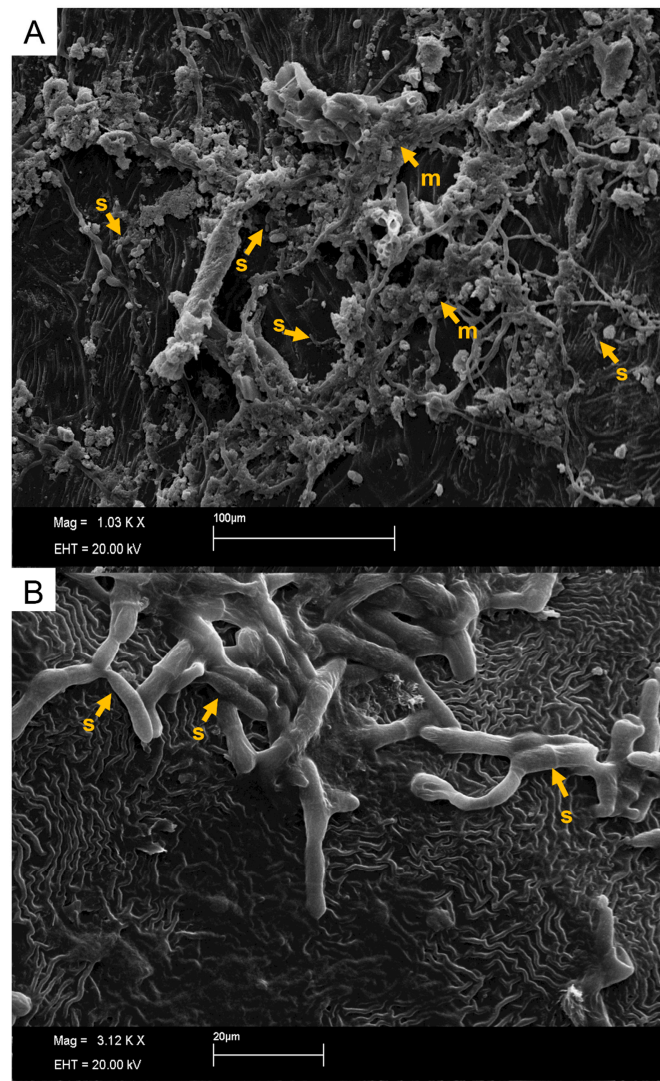 A
m
s
s
s
m
s
Mag = 1.03 K X
100µm
EHT = 20.00 kV
B
s
s
s
Mag = 3.12 K X
20µm
EHT = 20.00 kV